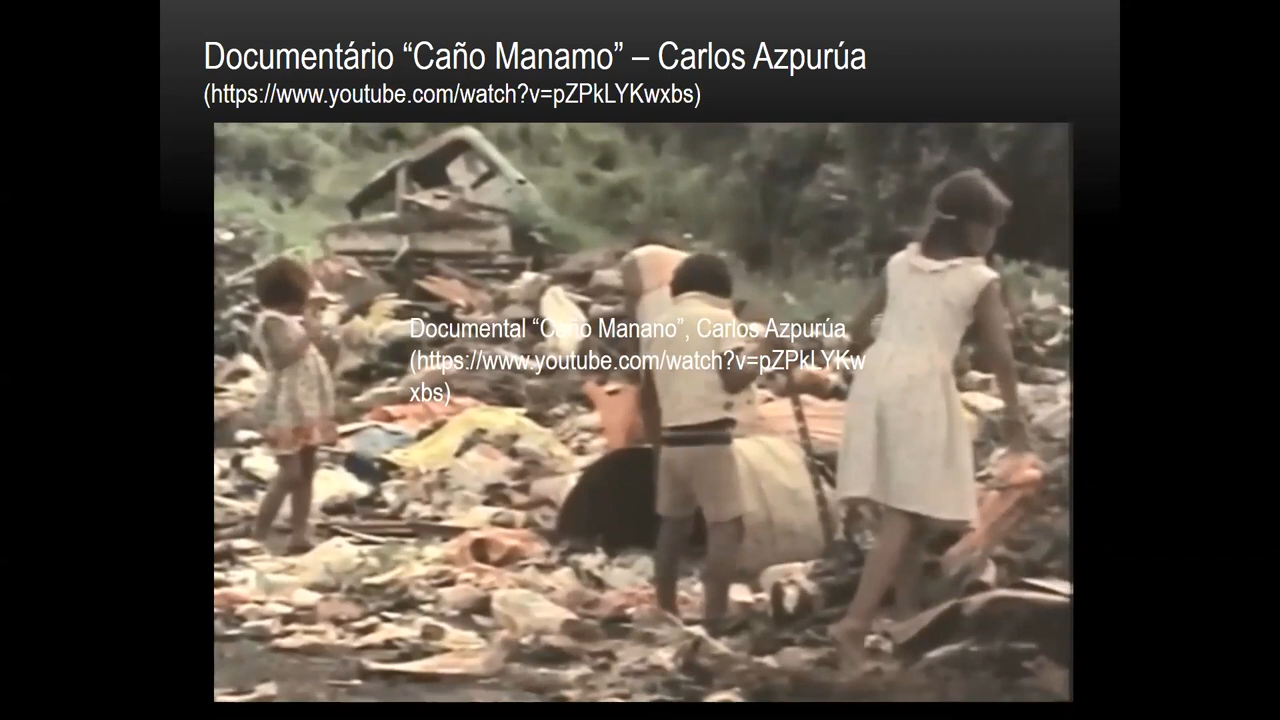 Documentário “Caño Manamo” – Carlos Azpurúa
(https://www.youtube.com/watch?v=pZPkLYKwxbs)
Documental “Caño Manano”, Carlos Azpurúa
(https://www.youtube.com/watch?v=pZPkLYKw
xbs)